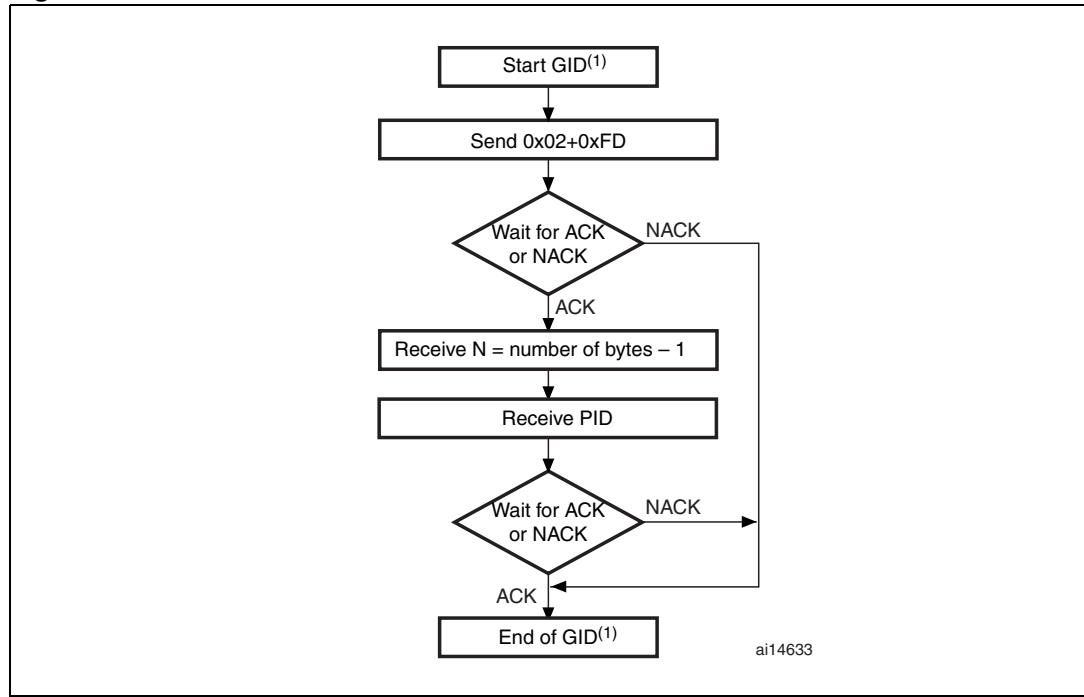 Start GID(1)
Send 0x02+0xFD
Wait for ACK
or NACK
NACK
ACK
Receive N = number of bytes – 1
Receive PID
Wait for ACK
or NACK
NACK
ACK
End of GID(1)
ai14633